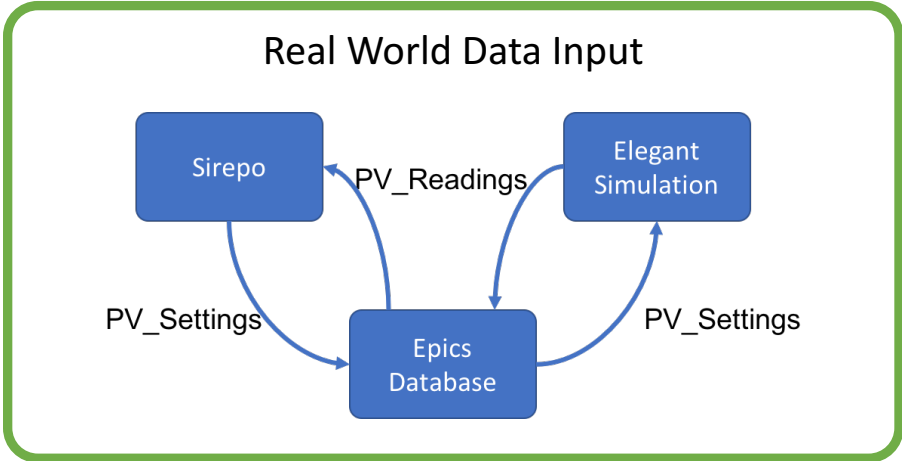 Real World Data Input
Sirepo
PV_Readings
Elegant
Simulation
PV_Settings
PV_Settings
Epics
Database